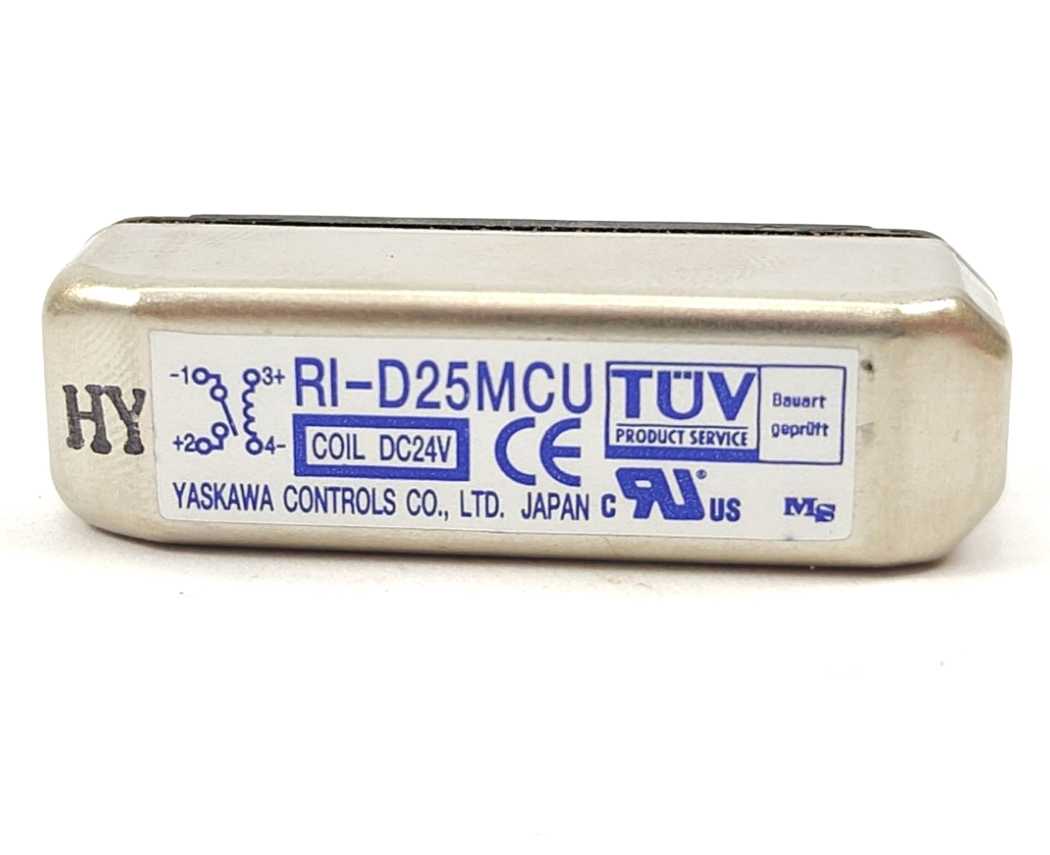 HY
-1 3+
+2 4-
RI-D25MCU
COIL DC24V
CE
TÜV
PRODUCT SERVICE
Bauart
geprüft
YASKAWA CONTROLS CO., LTD. JAPAN
C RU® US
MS